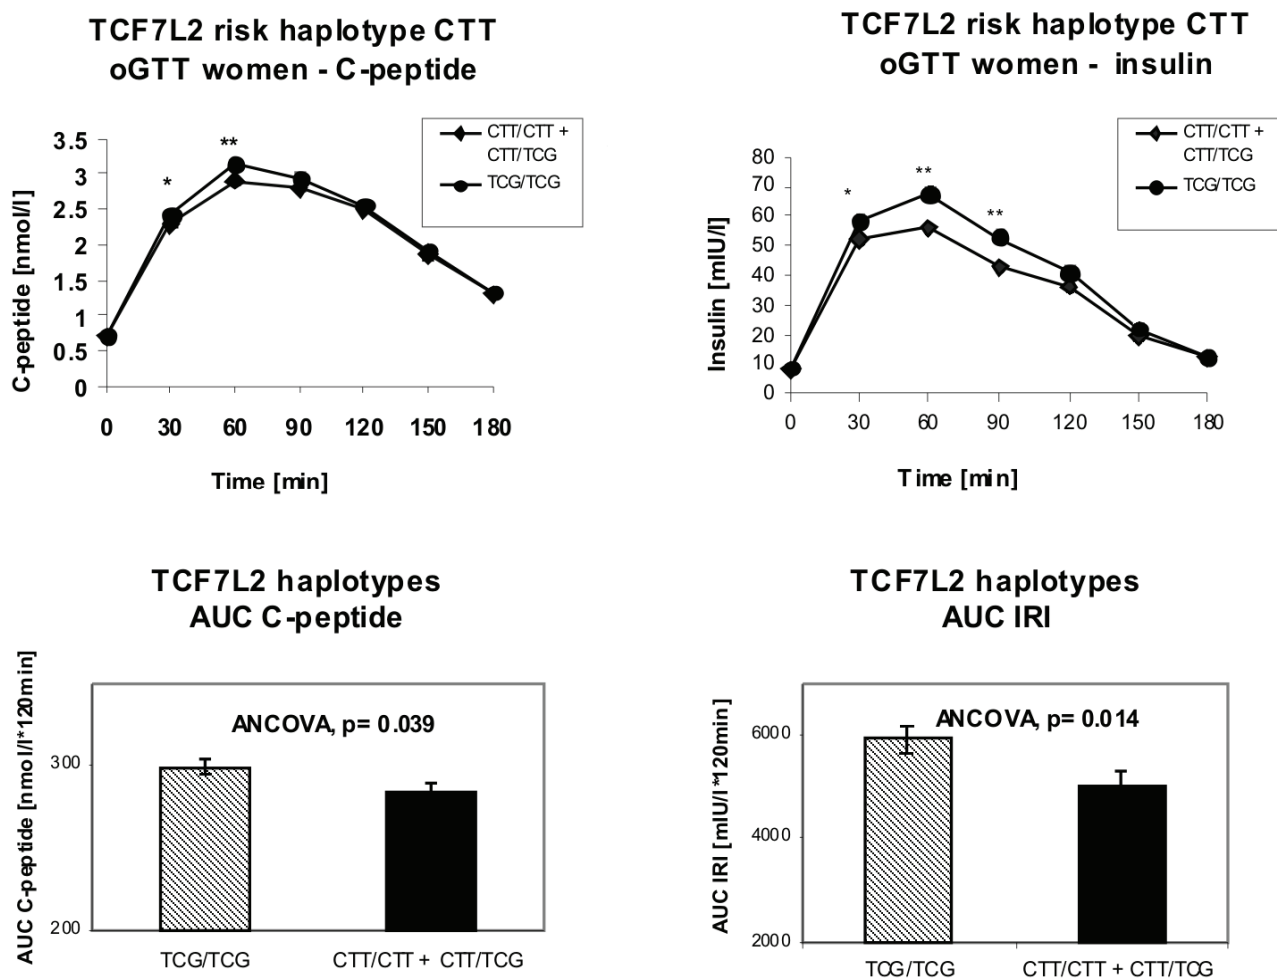 TCF7L2 risk haplotype CTT
oGTT women - C-peptide
C-peptide [nmol/l]
3.5
3
2.5
2
1.5
1
0.5
0
*
**
CTT/CTT +
CTT/TCG
TCG/TCG
0 30 60 90 120 150 180
Time [min]
TCF7L2 risk haplotype CTT
oGTT women - insulin
Insulin [mIU/l]
80
70
60
50
40
30
20
10
0
*
**
**
CTT/CTT +
CTT/TCG
TCG/TCG
0 30 60 90 120 150 180
Time [min]
TCF7L2 haplotypes
AUC C-peptide
AUC C-peptide [nmol/l*120min]
ANCOVA, p= 0.039
300
200
TCG/TCG CTT/CTT + CTT/TCG
TCF7L2 haplotypes
AUC IRI
AUC IRI [mIU/l*120min]
ANCOVA, p= 0.014
6000
4000
2000
TCG/TCG CTT/CTT + CTT/TCG